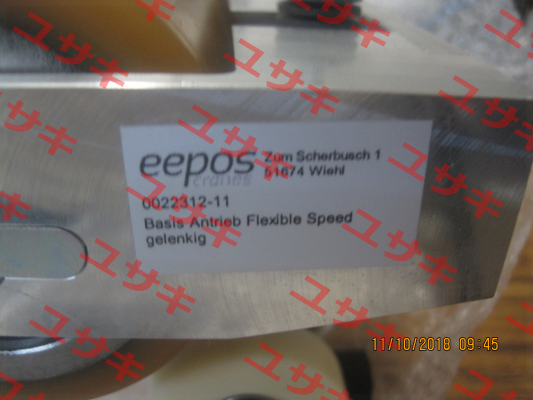 eepos
cranes
Zum Scherbusch 1
51674 Wiehl
0022312-11
Basis Antrieb Flexible Speed
gelenkig
11/10/2018 09:45
ユサキ